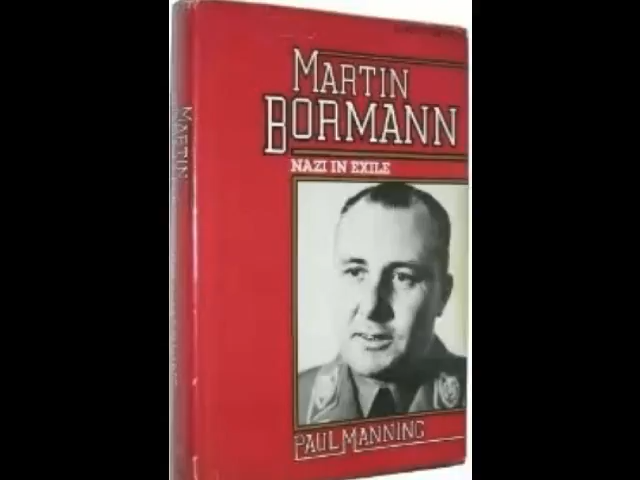 MARTIN
BORMANN
NAZI IN EXILE
PAUL MANNING
MARTIN